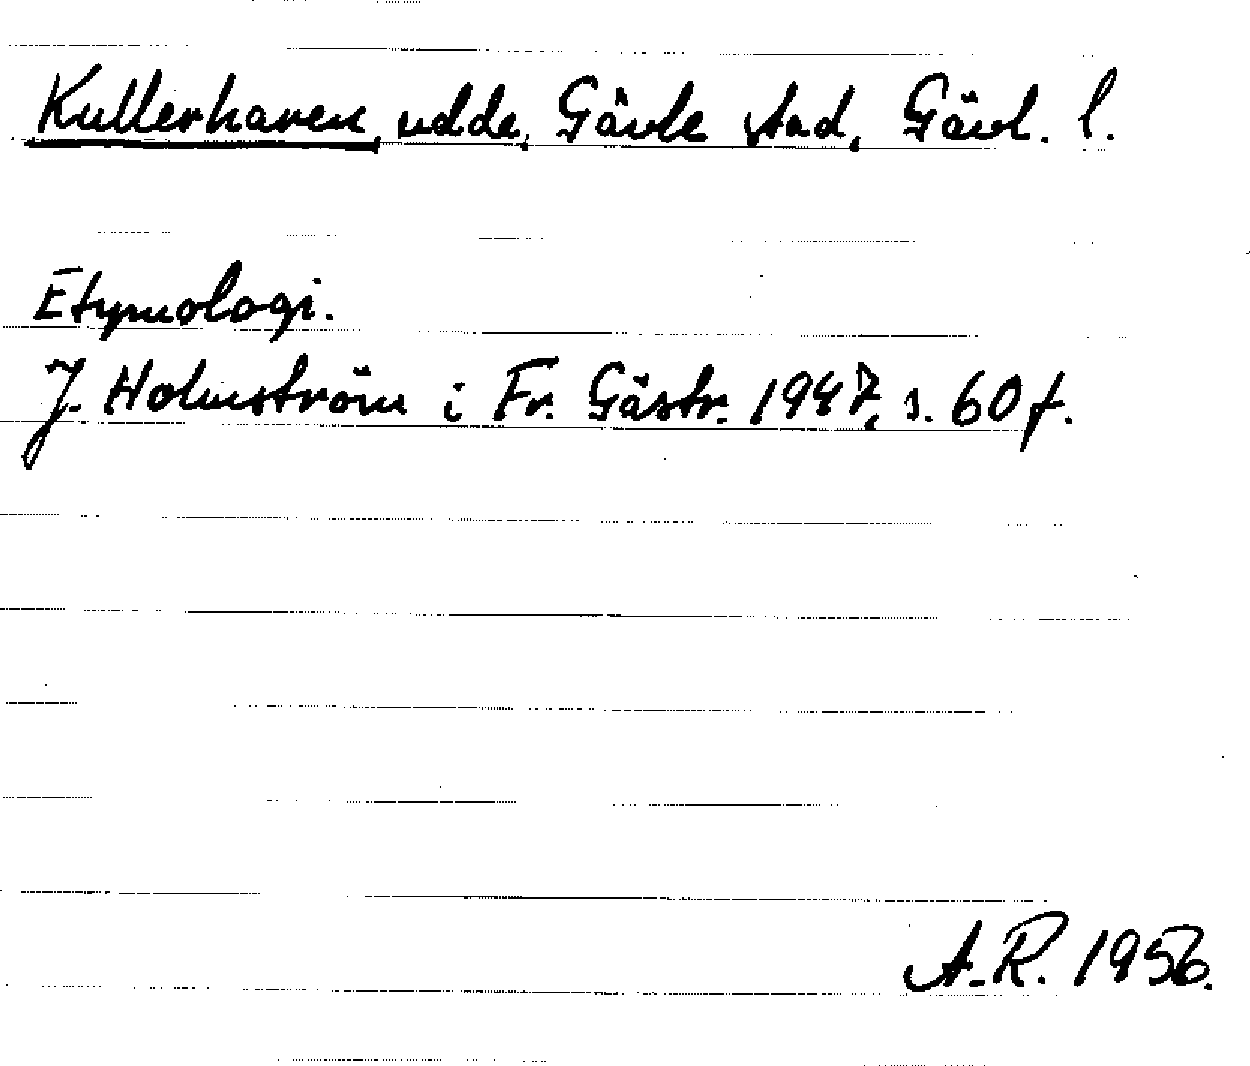 Kullerhaven, udde, Gävle stad, Gävl. l.
Etymologi.
J. Holmström i Fr. Gästr. 1947, s. 60 f.
A.R. 1956.